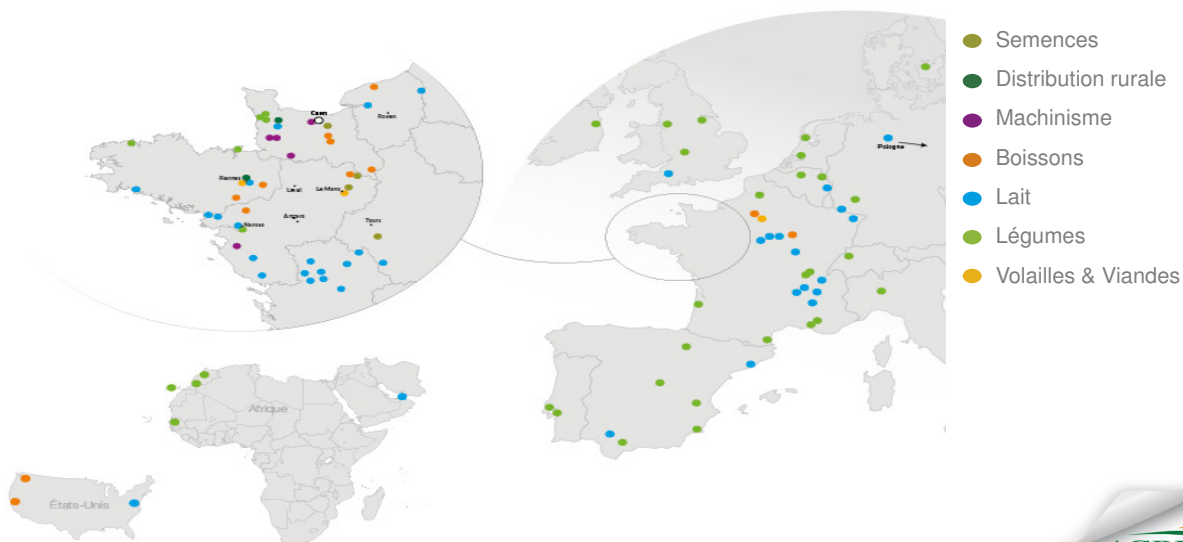 Caen
Rouen
Rennes
Laval
Le Mans
Angers
Nantes
Tours
Pologne
Afrique
États-Unis
Semences
Distribution rurale
Machinisme
Boissons
Lait
Légumes
Volailles & Viandes